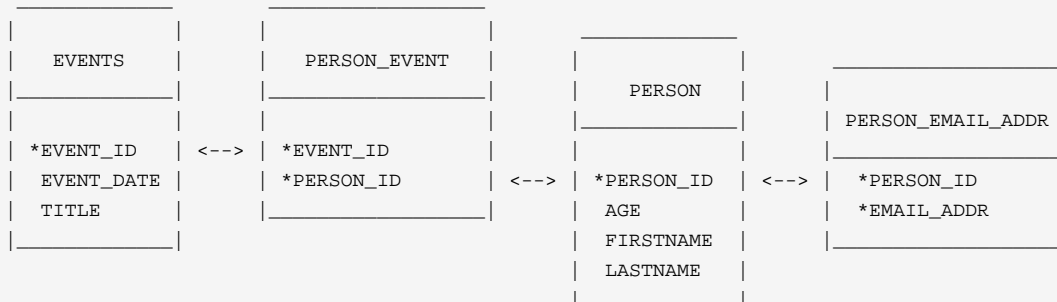 EVENTS
*EVENT_ID
EVENT_DATE
TITLE
<-->
PERSON_EVENT
*EVENT_ID
*PERSON_ID
<-->
PERSON
*PERSON_ID
AGE
FIRSTNAME
LASTNAME
<-->
PERSON_EMAIL_ADDR
*PERSON_ID
*EMAIL_ADDR